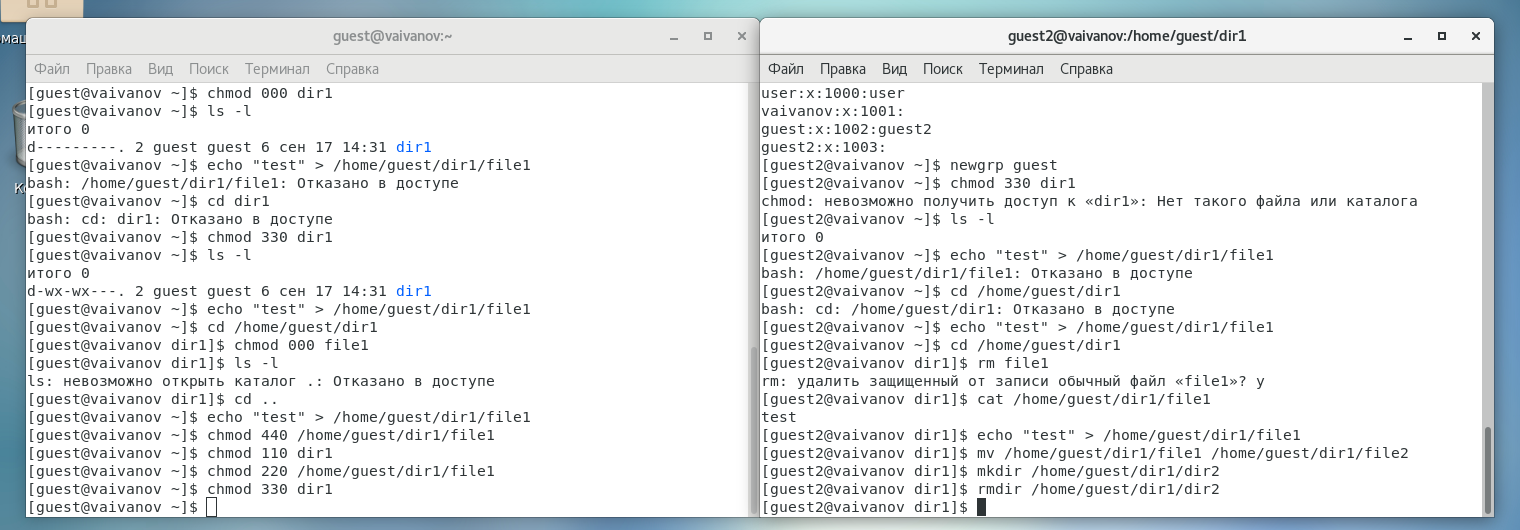 маш
Ко
guest@vaivanov:~
Файл Правка Вид Поиск Терминал Справка
[guest@vaivanov ~]$ chmod 000 dir1
[guest@vaivanov ~]$ ls -l
итого 0
d---------. 2 guest guest 6 сен 17 14:31 dir1
[guest@vaivanov ~]$ echo "test" > /home/guest/dir1/file1
bash: /home/guest/dir1/file1: Отказано в доступе
[guest@vaivanov ~]$ cd dir1
bash: cd: dir1: Отказано в доступе
[guest@vaivanov ~]$ chmod 330 dir1
[guest@vaivanov ~]$ ls -l
итого 0
d-wx-wx---. 2 guest guest 6 сен 17 14:31 dir1
[guest@vaivanov ~]$ echo "test" > /home/guest/dir1/file1
[guest@vaivanov ~]$ cd /home/guest/dir1
[guest@vaivanov dir1]$ chmod 000 file1
[guest@vaivanov dir1]$ ls -l
ls: невозможно открыть каталог .: Отказано в доступе
[guest@vaivanov dir1]$ cd ..
[guest@vaivanov ~]$ echo "test" > /home/guest/dir1/file1
[guest@vaivanov ~]$ chmod 440 /home/guest/dir1/file1
[guest@vaivanov ~]$ chmod 110 dir1
[guest@vaivanov ~]$ chmod 220 /home/guest/dir1/file1
[guest@vaivanov ~]$ chmod 330 dir1
[guest@vaivanov ~]$
guest2@vaivanov:/home/guest/dir1
Файл Правка Вид Поиск Терминал Справка
user:x:1000:user
vaivanov:x:1001:
guest:x:1002:guest2
guest2:x:1003:
[guest2@vaivanov ~]$ newgrp guest
[guest2@vaivanov ~]$ chmod 330 dir1
chmod: невозможно получить доступ к «dir1»: Нет такого файла или каталога
[guest2@vaivanov ~]$ ls -l
итого 0
[guest2@vaivanov ~]$ echo "test" > /home/guest/dir1/file1
bash: /home/guest/dir1/file1: Отказано в доступе
[guest2@vaivanov ~]$ cd /home/guest/dir1
bash: cd: /home/guest/dir1: Отказано в доступе
[guest2@vaivanov ~]$ echo "test" > /home/guest/dir1/file1
[guest2@vaivanov ~]$ cd /home/guest/dir1
[guest2@vaivanov dir1]$ rm file1
rm: удалить защищенный от записи обычный файл «file1»? y
[guest2@vaivanov dir1]$ cat /home/guest/dir1/file1
test
[guest2@vaivanov dir1]$ echo "test" > /home/guest/dir1/file1
[guest2@vaivanov dir1]$ mv /home/guest/dir1/file1 /home/guest/dir1/file2
[guest2@vaivanov dir1]$ mkdir /home/guest/dir1/dir2
[guest2@vaivanov dir1]$ rmdir /home/guest/dir1/dir2
[guest2@vaivanov dir1]$